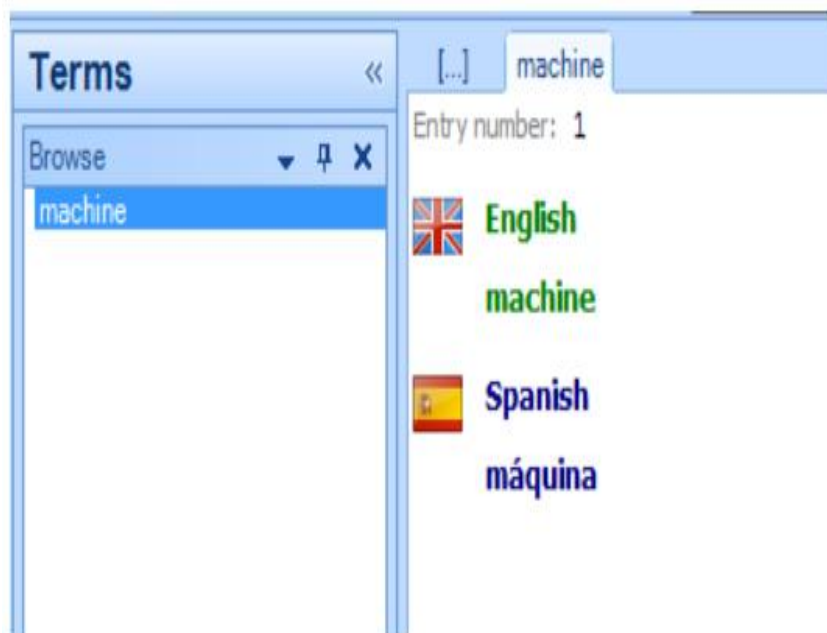 Terms «
Browse
machine
[...] machine
Entry number: 1
English
machine
Spanish
máquina